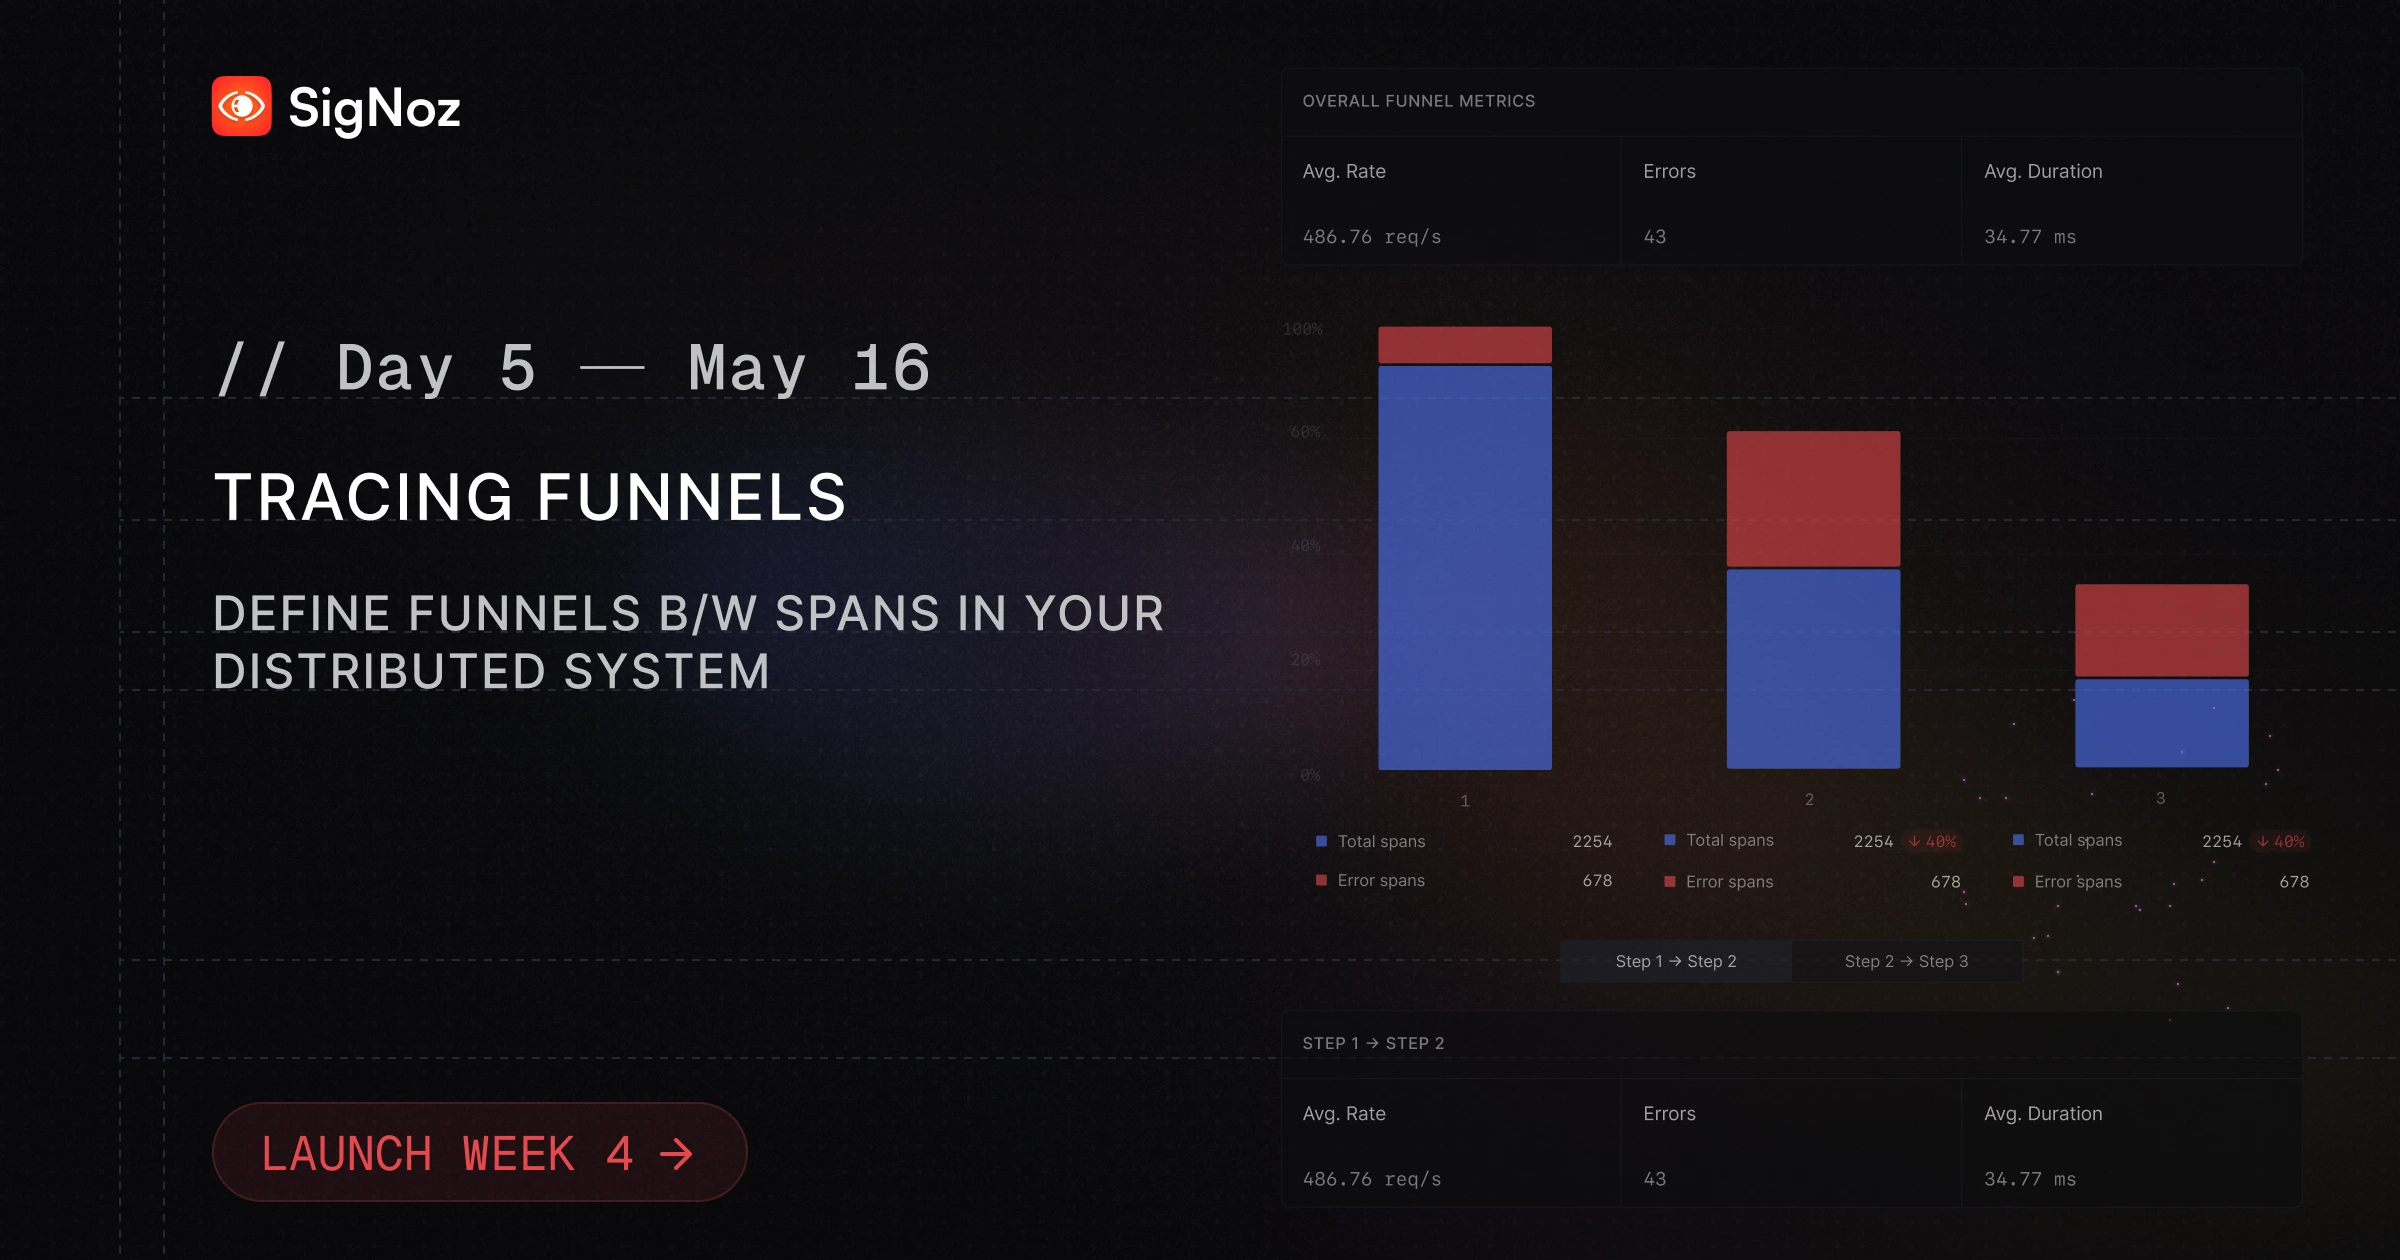 SigNoz
// Day 5 — May 16
TRACING FUNNELS
DEFINE FUNNELS B/W SPANS IN YOUR
DISTRIBUTED SYSTEM
LAUNCH WEEK 4 →
OVERALL FUNNEL METRICS
Avg. Rate Errors Avg. Duration
486.76 req/s 43 34.77 ms
100%
60%
40%
20%
0%
1 2 3
Total spans 2254 Total spans 2254 ↓ 40% Total spans 2254 ↓ 40%
Error spans 678 Error spans 678 Error spans 678
Step 1 → Step 2 Step 2 → Step 3
STEP 1 → STEP 2
Avg. Rate Errors Avg. Duration
486.76 req/s 43 34.77 ms